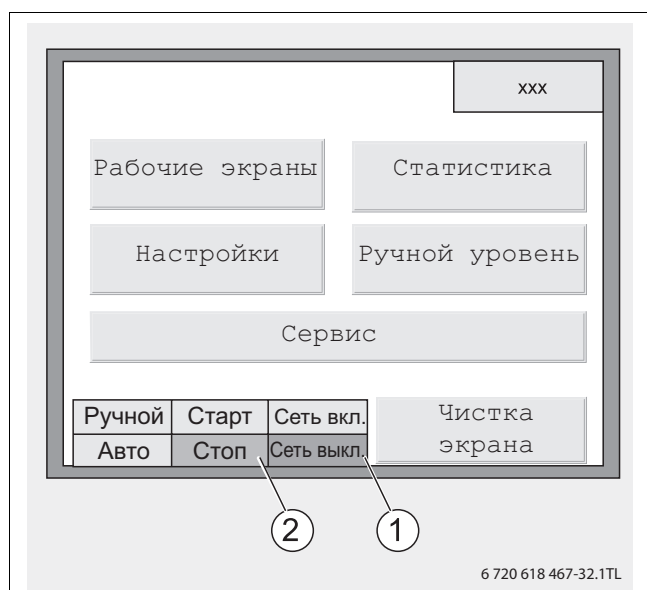 xxx
Рабочие экраны Статистика
Настройки Ручной уровень
Сервис
Ручной Старт Сеть вкл.
Авто Стоп Сеть выкл.
Чистка
экрана
2 1
6 720 618 467-32.1TL